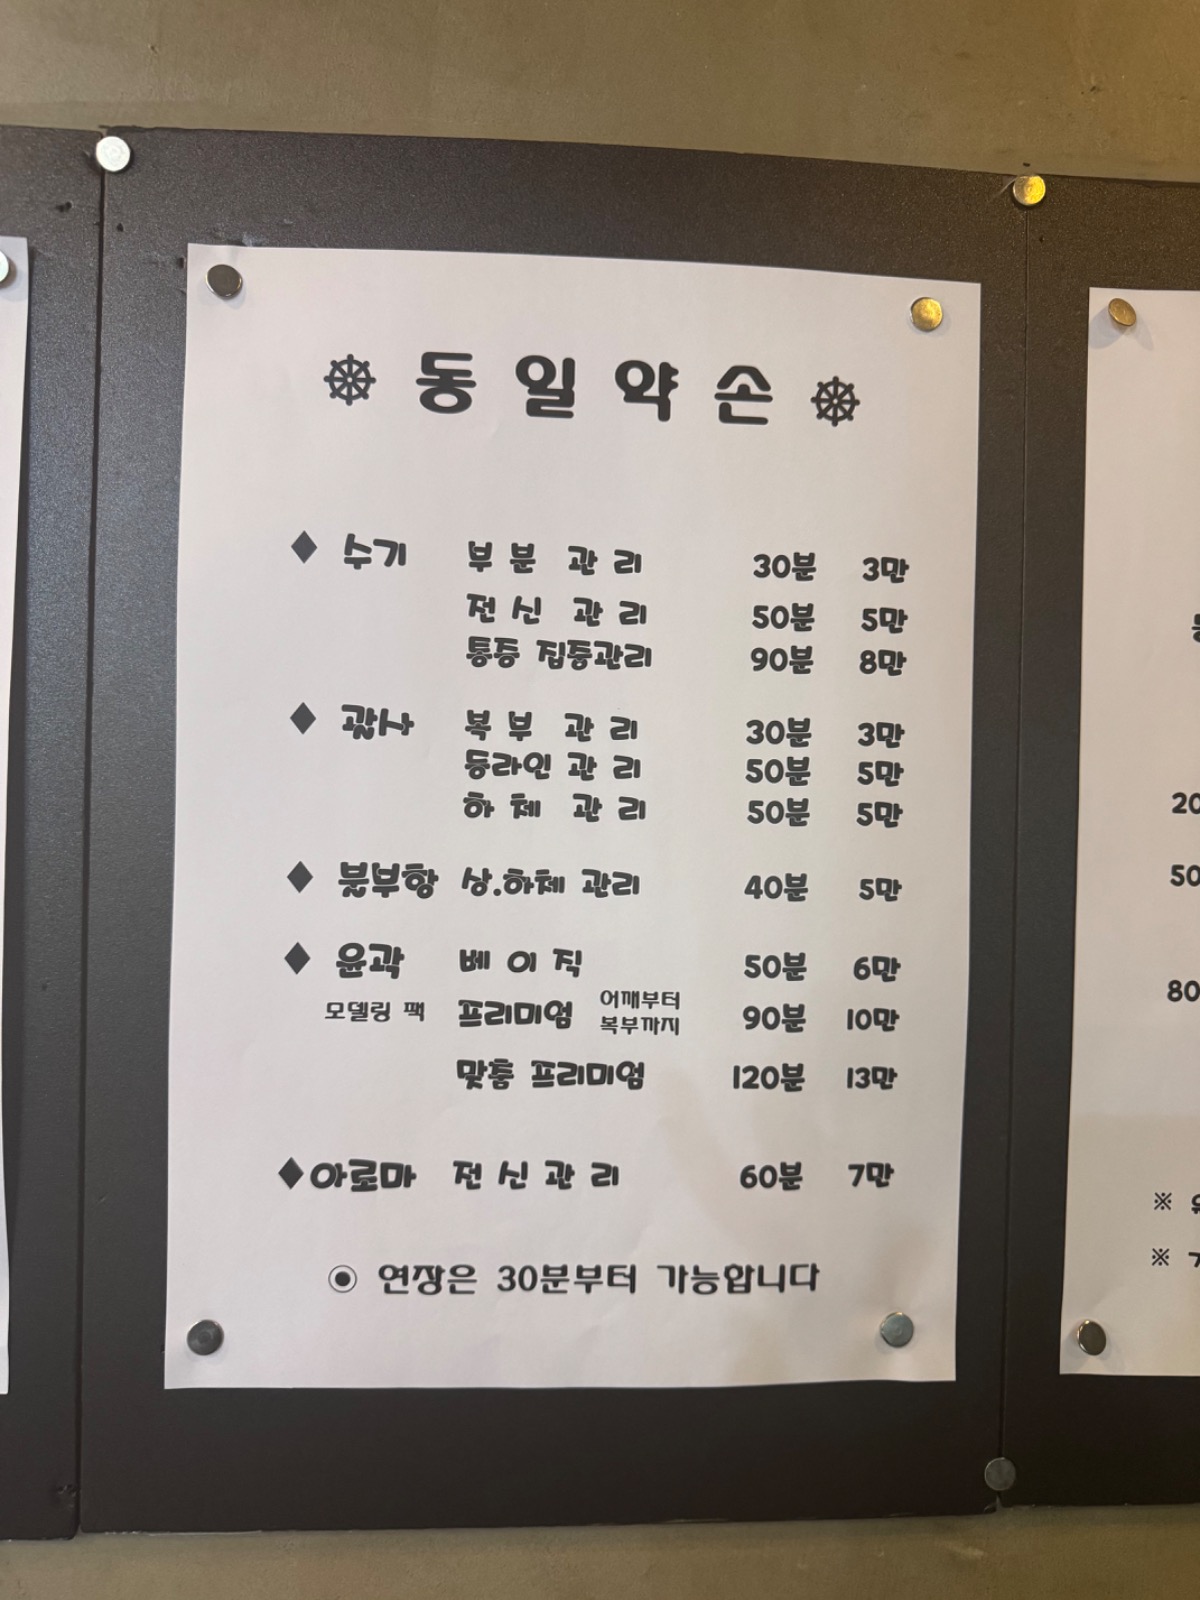 동일약손
◆ 수기 부분 관리 30분 3만
전신 관리 50분 5만
통증 집중관리 90분 8만
◆ 괎사 복부 관리 30분 3만
등라인 관리 50분 5만
하체 관리 50분 5만
◆ 붌부항 상.하체 관리 40분 5만
◆ 윤곽 베이직 50분 6만
모델링 팩 프리미엄 어깨부터 복부까지 90분 10만
맞춤 프리미엄 120분 13만
◆아로마 전신관리 60분 7만
◉ 연장은 30분부터 가능합니다
20
50
80
※
※